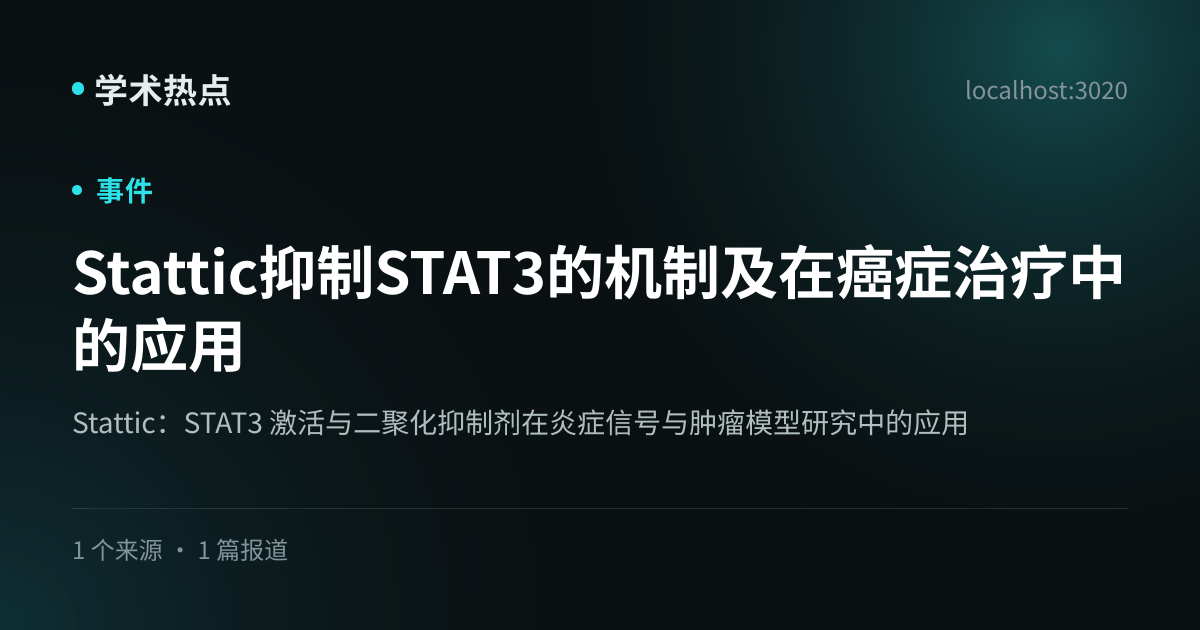 学术热点
localhost:3020
事件
Stattic抑制STAT3的机制及在癌症治疗中
的应用
Stattic：STAT3 激活与二聚化抑制剂在炎症信号与肿瘤模型研究中的应用
1 个来源 · 1 篇报道